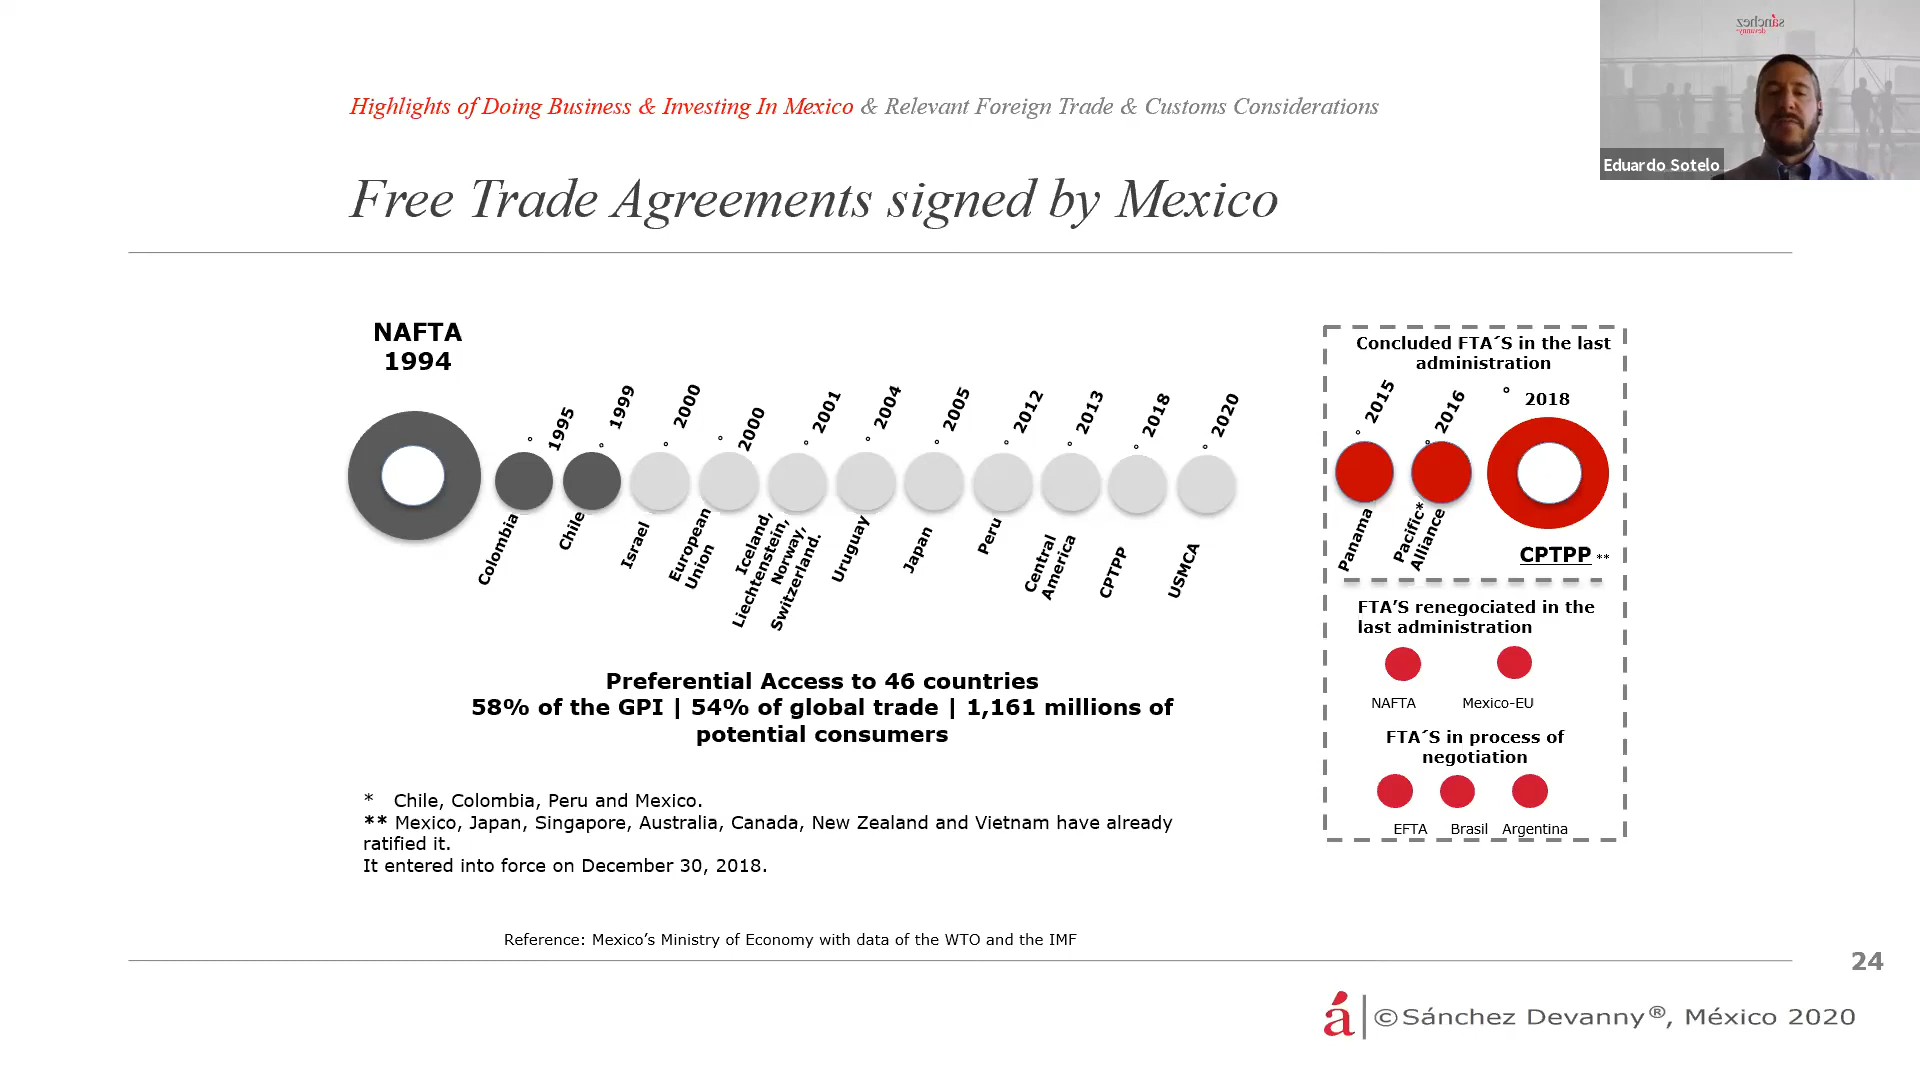 sánchez
devanny
Eduardo Sotelo
Highlights of Doing Business & Investing In Mexico & Relevant Foreign Trade & Customs Considerations
Free Trade Agreements signed by Mexico
NAFTA
1994
° 1995
° 1999
° 2000
° 2000
° 2001
° 2004
° 2005
° 2012
° 2013
° 2018
° 2020
Colombia
Chile
Israel
European
Union
Iceland,
Liechtenstein,
Norway,
Switzerland.
Uruguay
Japan
Peru
Central
America
CPTPP
USMCA
Preferential Access to 46 countries
58% of the GPI | 54% of global trade | 1,161 millions of
potential consumers
* Chile, Colombia, Peru and Mexico.
** Mexico, Japan, Singapore, Australia, Canada, New Zealand and Vietnam have already
ratified it.
It entered into force on December 30, 2018.
Reference: Mexico’s Ministry of Economy with data of the WTO and the IMF
Concluded FTA´S in the last
administration
° 2015
° 2016
° 2018
Panama
Pacific*
Alliance
CPTPP **
FTA’S renegociated in the
last administration
NAFTA Mexico-EU
FTA´S in process of
negotiation
EFTA Brasil Argentina
24
á|©Sánchez Devanny®, México 2020